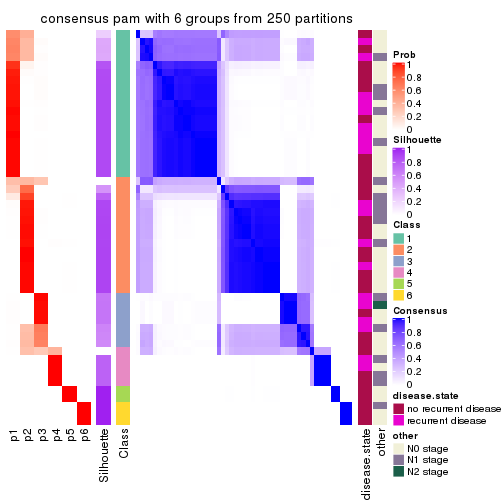 consensus pam with 6 groups from 250 partitions
Prob
1
0.8
0.6
0.4
0.2
0
Silhouette
1
0.8
0.6
0.4
0.2
0
Class
1
2
3
4
5
6
Consensus
1
0.8
0.6
0.4
0.2
0
disease.state
no recurrent disease
recurrent disease
other
N0 stage
N1 stage
N2 stage
p1
p2
p3
p4
p5
p6
Silhouette
Class
disease.state
other